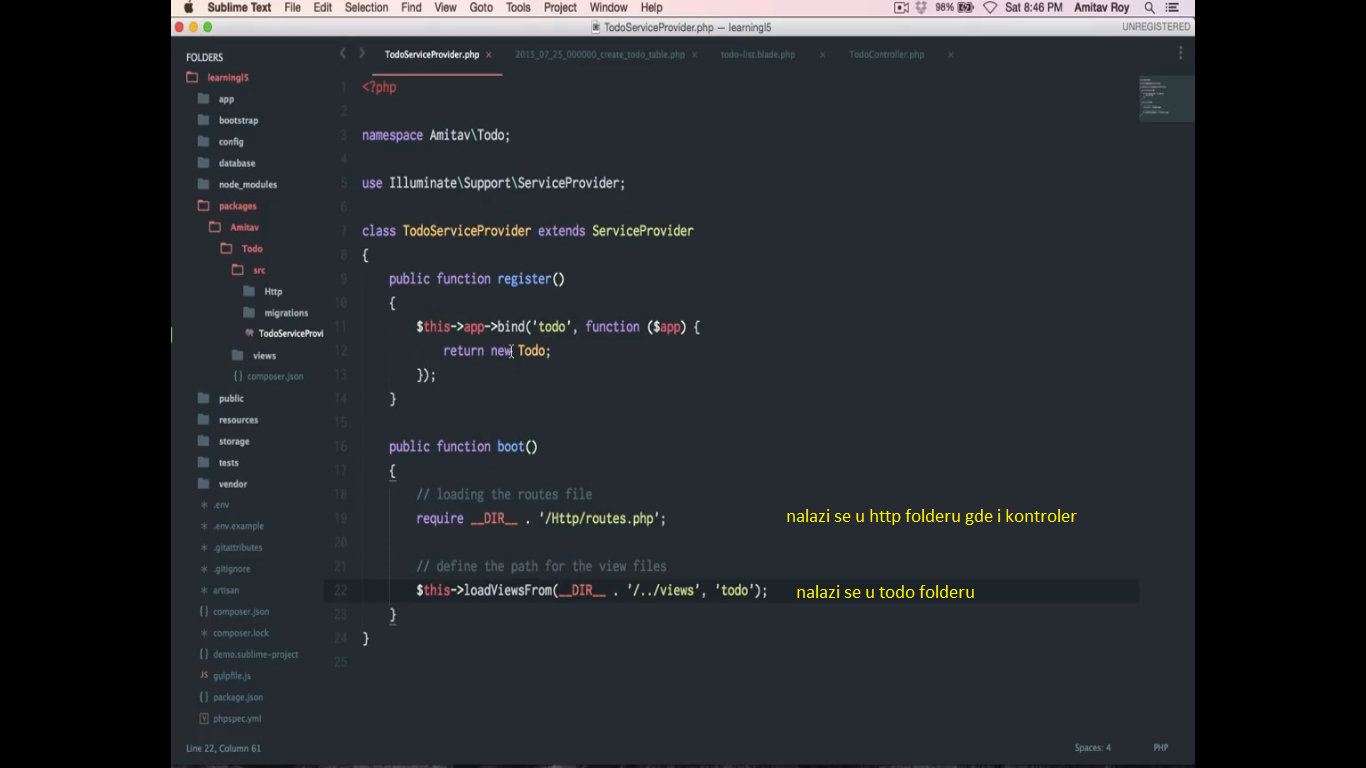 Sublime Text File Edit Selection Find View Goto Tools Project Window Help 98% Sat 8:46 PM Amitav Roy
TodoServiceProvider.php — learningl5 UNREGISTERED
FOLDERS
learningl5
app
bootstrap
config
database
node_modules
packages
Amitav
Todo
src
Http
migrations
TodoServiceProvi
views
{} composer.json
public
resources
storage
tests
vendor
* .env
* .env.example
* .gitattributes
* .gitignore
* artisan
{} composer.json
* composer.lock
{} demo.sublime-project
JS gulpfile.js
{} package.json
Y phpspec.yml
TodoServiceProvider.php × 2015_07_25_000000_create_todo_table.php × todo-list.blade.php × TodoController.php ×
1 <?php
2
3 namespace Amitav\Todo;
4
5 use Illuminate\Support\ServiceProvider;
6
7 class TodoServiceProvider extends ServiceProvider
8 {
9 public function register()
10 {
11 $this->app->bind('todo', function ($app) {
12 return new Todo;
13 });
14 }
15
16 public function boot()
17 {
18 // loading the routes file
19 require __DIR__ . '/Http/routes.php'; nalazi se u http folderu gde i kontroler
20
21 // define the path for the view files
22 $this->loadViewsFrom(__DIR__ . '/../views', 'todo'); nalazi se u todo folderu
23 }
24 }
25
Line 22, Column 61 Spaces: 4 PHP